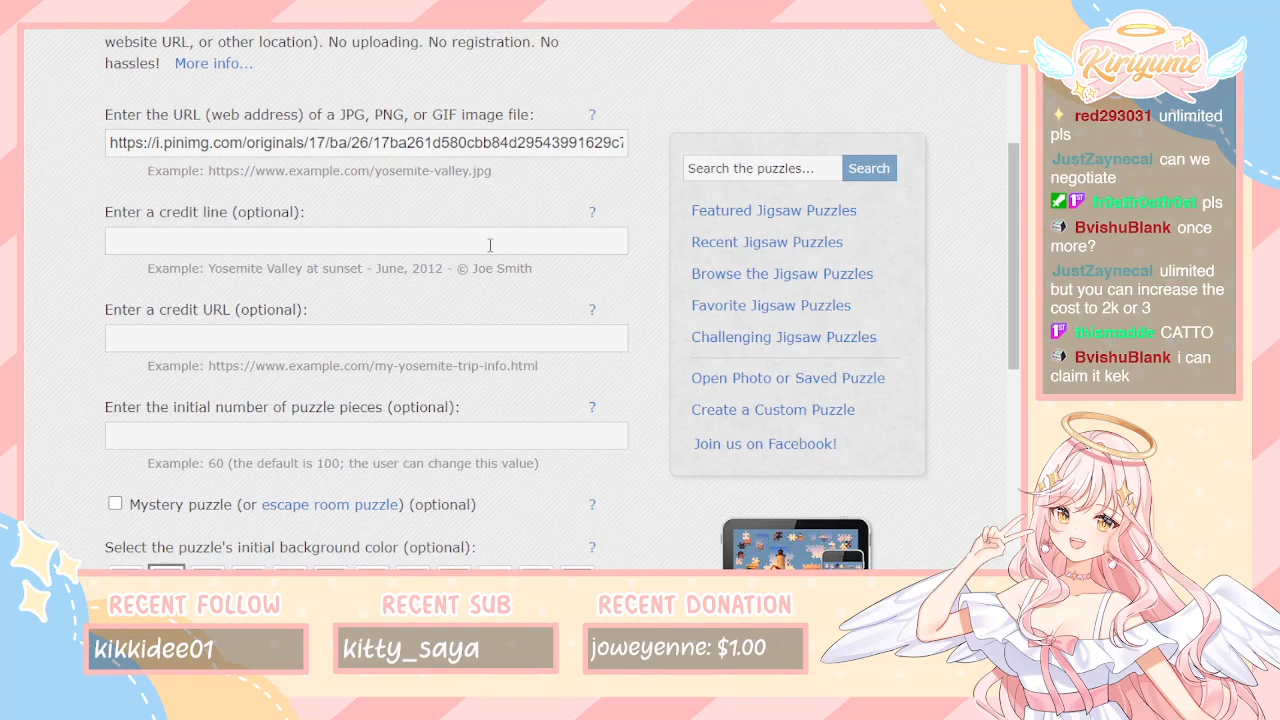 website URL, or other location). No uploading. No registration. No
hassles! More info...
Enter the URL (web address) of a JPG, PNG, or GIF image file: ?
https://i.pinimg.com/originals/17/ba/26/17ba261d580cbb84d29543991629c7
Example: https://www.example.com/yosemite-valley.jpg
Enter a credit line (optional): ?
Example: Yosemite Valley at sunset - June, 2012 - © Joe Smith
Enter a credit URL (optional): ?
Example: https://www.example.com/my-yosemite-trip-info.html
Enter the initial number of puzzle pieces (optional): ?
Example: 60 (the default is 100; the user can change this value)
Mystery puzzle (or escape room puzzle) (optional) ?
Select the puzzle's initial background color (optional): ?
Search the puzzles... Search
Featured Jigsaw Puzzles
Recent Jigsaw Puzzles
Browse the Jigsaw Puzzles
Favorite Jigsaw Puzzles
Challenging Jigsaw Puzzles
Open Photo or Saved Puzzle
Create a Custom Puzzle
Join us on Facebook!
Kiriyume
red293031 unlimited
pls
JustZaynecal can we
negotiate
1ST fr0stfr0stfr0st pls
BvishuBlank once
more?
JustZaynecal ulimited
but you can increase the
cost to 2k or 3
1ST thismadde CATTO
BvishuBlank i can
claim it kek
RECENT FOLLOW
kikkidee01
RECENT SUB
kitty_saya
RECENT DONATION
joweyenne: $1.00